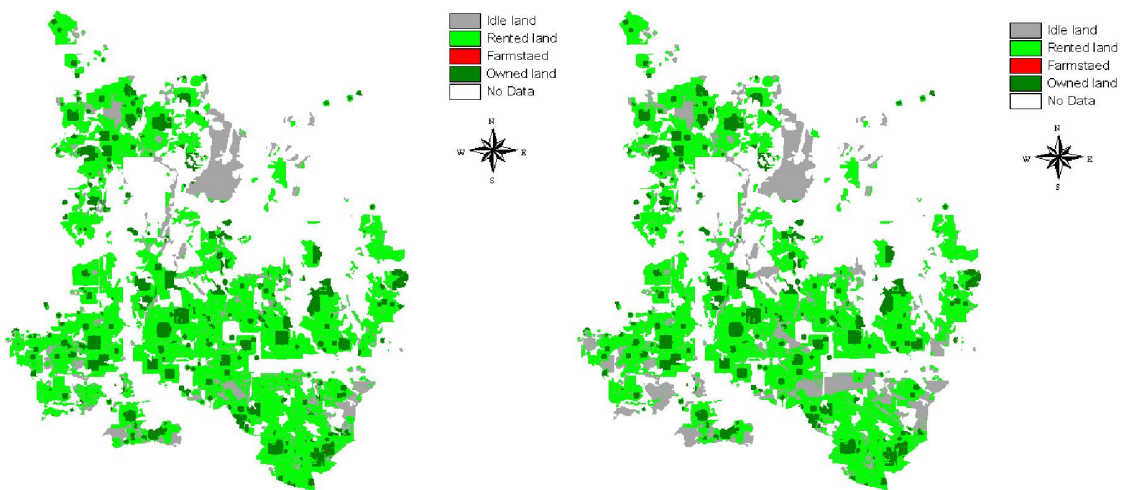 Idle land
Rented land
Farmstaed
Owned land
No Data
N
W E
S
Idle land
Rented land
Farmstaed
Owned land
No Data
N
W E
S